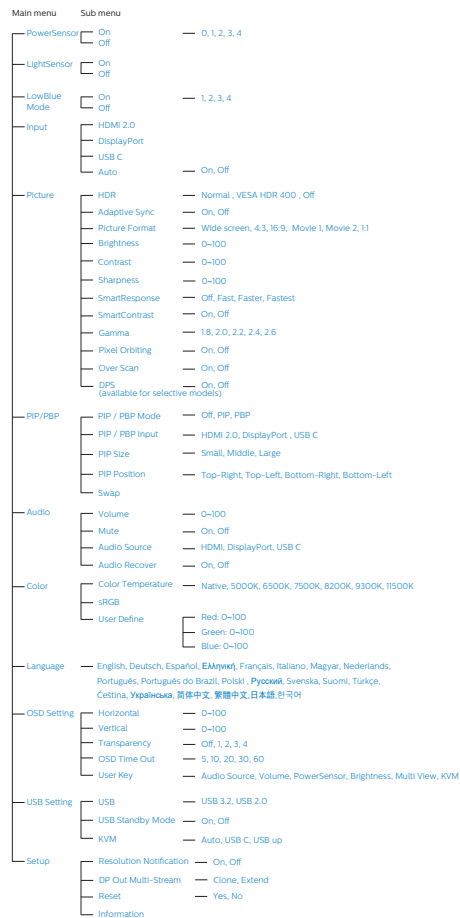 Main menu Sub menu
PowerSensor On 0, 1, 2, 3, 4
Off
LightSensor On
Off
LowBlue On 1, 2, 3, 4
Mode Off
Input HDMI 2.0
DisplayPort
USB C
Auto On, Off
Picture HDR Normal , VESA HDR 400 , Off
Adaptive Sync On, Off
Picture Format Wide screen, 4:3, 16:9, Movie 1, Movie 2, 1:1
Brightness 0~100
Contrast 0~100
Sharpness 0~100
SmartResponse Off, Fast, Faster, Fastest
SmartContrast On, Off
Gamma 1.8, 2.0, 2.2, 2.4, 2.6
Pixel Orbiting On, Off
Over Scan On, Off
DPS On, Off
(available for selective models)
PIP/PBP PIP / PBP Mode Off, PIP, PBP
PIP / PBP Input HDMI 2.0, DisplayPort , USB C
PIP Size Small, Middle, Large
PIP Position Top-Right, Top-Left, Bottom-Right, Bottom-Left
Swap
Audio Volume 0~100
Mute On, Off
Audio Source HDMI, DisplayPort, USB C
Audio Recover On, Off
Color Color Temperature Native, 5000K, 6500K, 7500K, 8200K, 9300K, 11500K
sRGB
User Define Red: 0~100
Green: 0~100
Blue: 0~100
Language English, Deutsch, Español, Ελληνική, Français, Italiano, Magyar, Nederlands,
Português, Português do Brazil, Polski , Русский, Svenska, Suomi, Türkçe,
Čeština, Українська, 简体中文, 繁體中文,日本語,한국어
OSD Setting Horizontal 0~100
Vertical 0~100
Transparency Off, 1, 2, 3, 4
OSD Time Out 5, 10, 20, 30, 60
User Key Audio Source, Volume, PowerSensor, Brightness, Multi View, KVM
USB Setting USB USB 3.2, USB 2.0
USB Standby Mode On, Off
KVM Auto, USB C, USB up
Setup Resolution Notification On, Off
DP Out Multi-Stream Clone, Extend
Reset Yes, No
Information